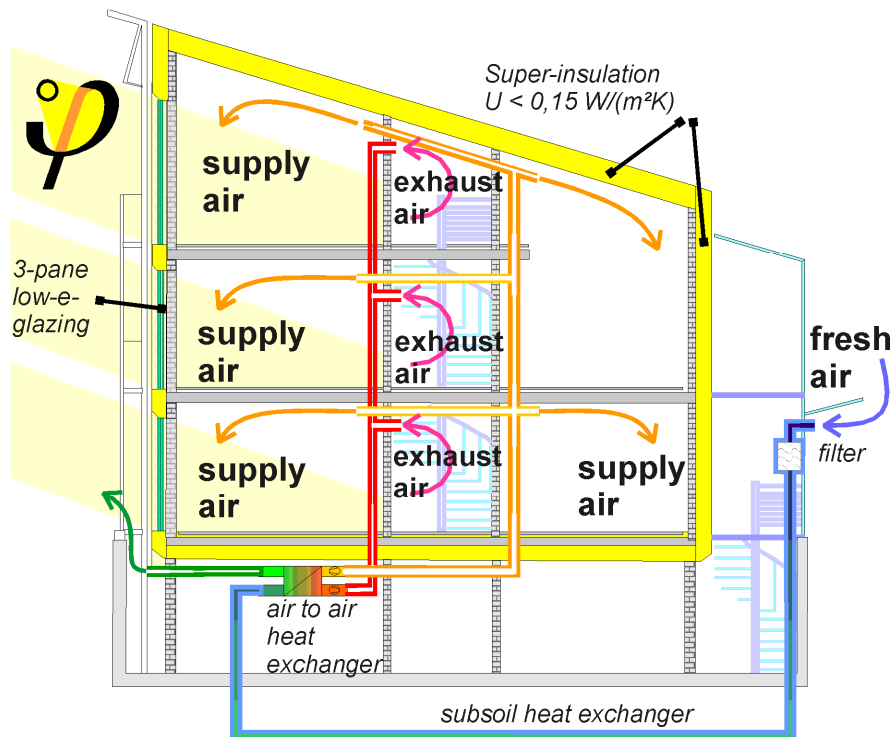 Super-insulation
U < 0,15 W/(m²K)
supply
air
exhaust
air
3-pane
low-e-
glazing
supply
air
exhaust
air
fresh
air
filter
supply
air
exhaust
air
supply
air
air to air
heat
exchanger
subsoil heat exchanger